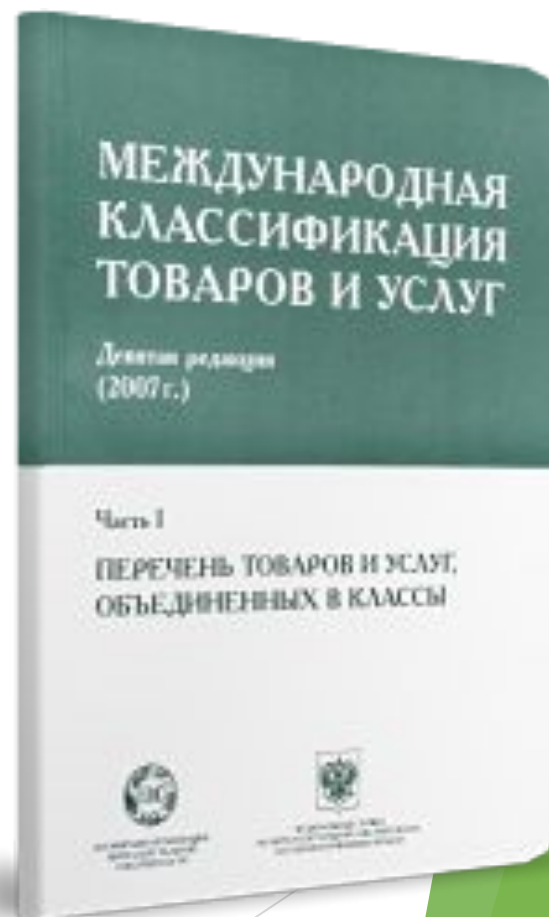 МЕЖДУНАРОДНАЯ
КЛАССИФИКАЦИЯ
ТОВАРОВ И УСЛУГ
Девятая редакция
(2007 г.)
Часть I
ПЕРЕЧЕНЬ ТОВАРОВ И УСЛУГ,
ОБЪЕДИНЕННЫХ В КЛАССЫ